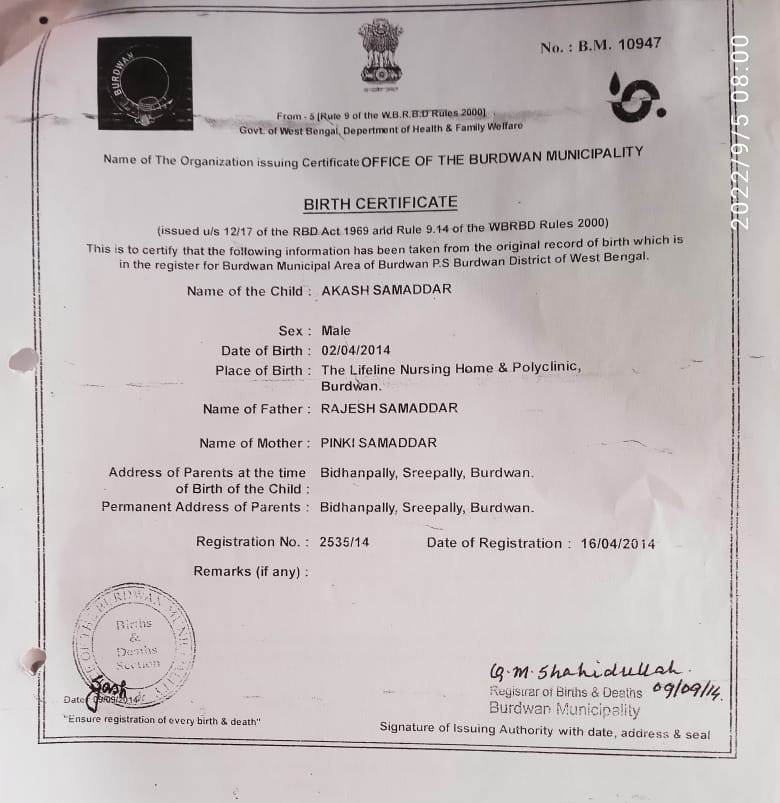 BURDWAN
No. : B.M. 10947
From - 5 [Rule 9 of the W.B.R.B.D Rules 2000]
Govt. of West Bengal, Depertment of Health & Family Welfare
Name of The Organization issuing Certificate OFFICE OF THE BURDWAN MUNICIPALITY
BIRTH CERTIFICATE
(issued u/s 12/17 of the RBD Act 1969 and Rule 9.14 of the WBRBD Rules 2000)
This is to certify that the following information has been taken from the original record of birth which is
in the register for Burdwan Municipal Area of Burdwan P.S Burdwan District of West Bengal.
Name of the Child : AKASH SAMADDAR
Sex : Male
Date of Birth : 02/04/2014
Place of Birth : The Lifeline Nursing Home & Polyclinic,
Burdwan.
Name of Father : RAJESH SAMADDAR
Name of Mother : PINKI SAMADDAR
Address of Parents at the time Bidhanpally, Sreepally, Burdwan.
of Birth of the Child :
Permanent Address of Parents : Bidhanpally, Sreepally, Burdwan.
Registration No. : 2535/14 Date of Registration : 16/04/2014
Remarks (if any) :
OF THE BURDWAN MUNICIPALITY
Births
&
Deaths
Section
Date 09/09/2014
"Ensure registration of every birth & death"
G.M. Shahidullah.
Registrar of Births & Deaths 09/09/14.
Burdwan Municipality
Signature of Issuing Authority with date, address & seal
2022/9/5 08:00